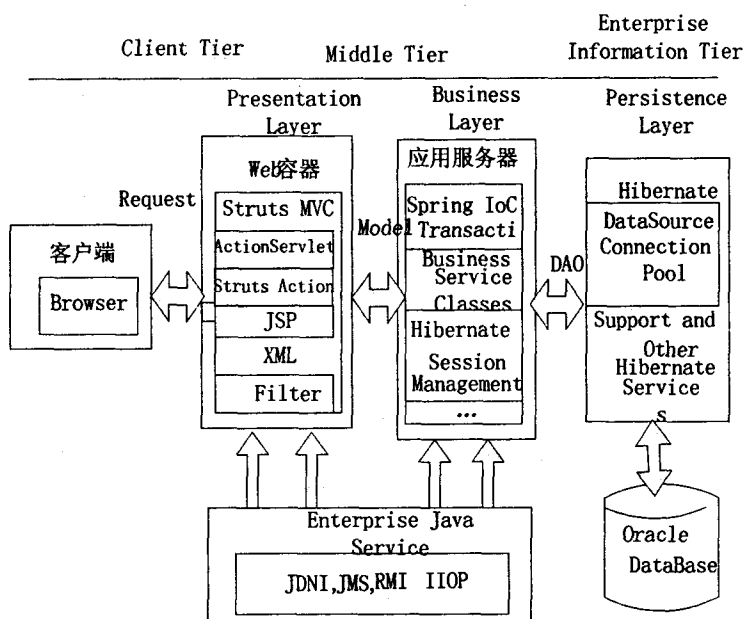 Client Tier
Middle Tier
Enterprise
Information Tier
Presentation
Layer
Business
Layer
Persistence
Layer
Request
客户端
Browser
Web容器
Struts MVC
ActionServlet
Struts Action
JSP
XML
Filter
Model
应用服务器
Spring IoC
Transacti
Business
Service
Classes
Hibernate
Session
Management
...
DAO
Hibernate
DataSource
Connection
Pool
Support and
Other
Hibernate
Service
s
Enterprise Java
Service
JDNI,JMS,RMI IIOP
Oracle
DataBase